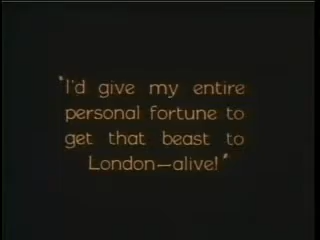 "I'd give my entire
personal fortune to
get that beast to
London—alive!"